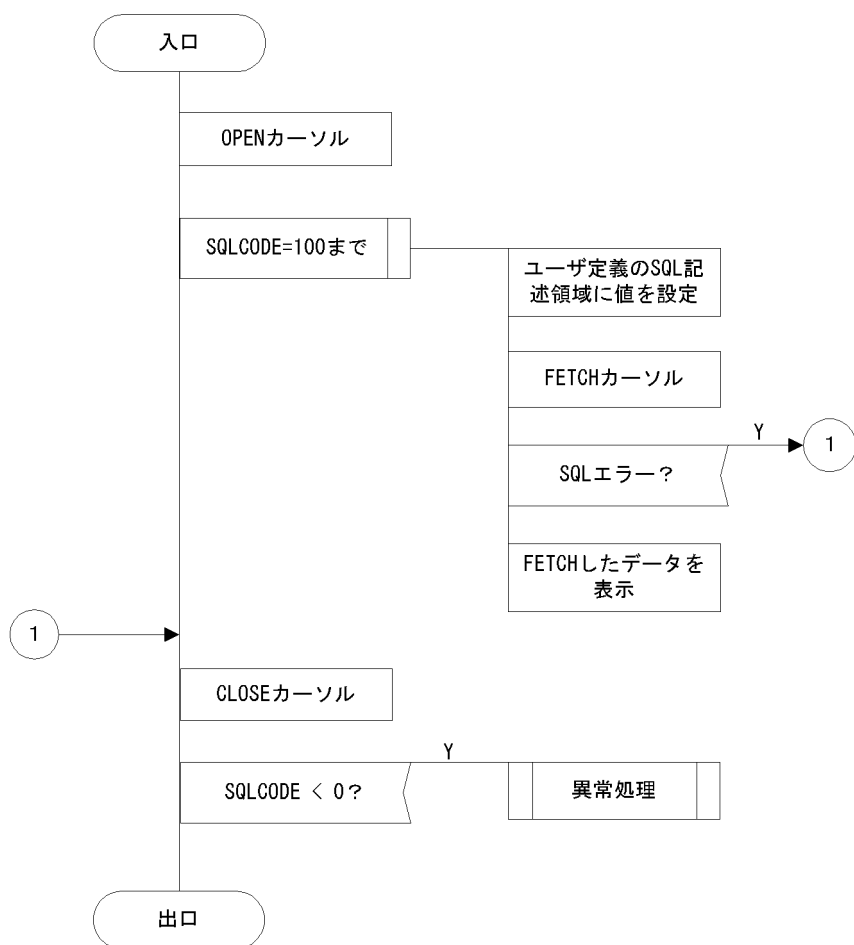 入口
OPENカーソル
SQLCODE=100まで
ユーザ定義のSQL記
述領域に値を設定
FETCHカーソル
Y
1
SQLエラー？
FETCHしたデータを
表示
1
CLOSEカーソル
Y
SQLCODE < 0？
異常処理
出口